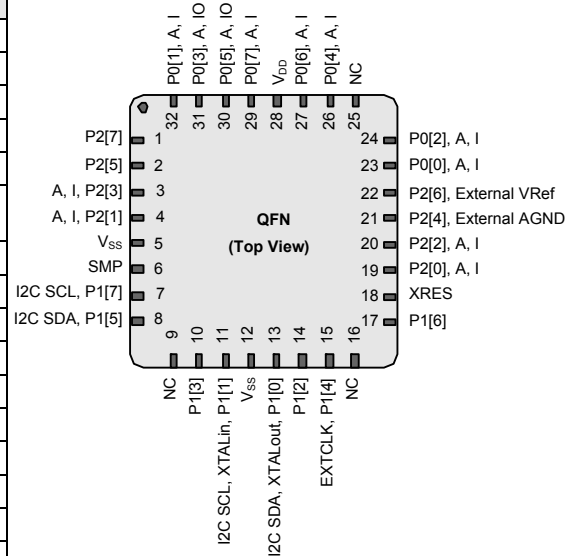 P0[1], A, I
P0[3], A, IO
P0[5], A, IO
P0[7], A, I
VDD
P0[6], A, I
P0[4], A, I
NC
32
31
30
29
28
27
26
25
P2[7] 1
P2[5] 2
A, I, P2[3] 3
A, I, P2[1] 4
VSS 5
SMP 6
I2C SCL, P1[7] 7
I2C SDA, P1[5] 8
QFN
(Top View)
24 P0[2], A, I
23 P0[0], A, I
22 P2[6], External VRef
21 P2[4], External AGND
20 P2[2], A, I
19 P2[0], A, I
18 XRES
17 P1[6]
9
10
11
12
13
14
15
16
NC
P1[3]
I2C SCL, XTALin, P1[1]
VSS
I2C SDA, XTALout, P1[0]
P1[2]
EXTCLK, P1[4]
NC